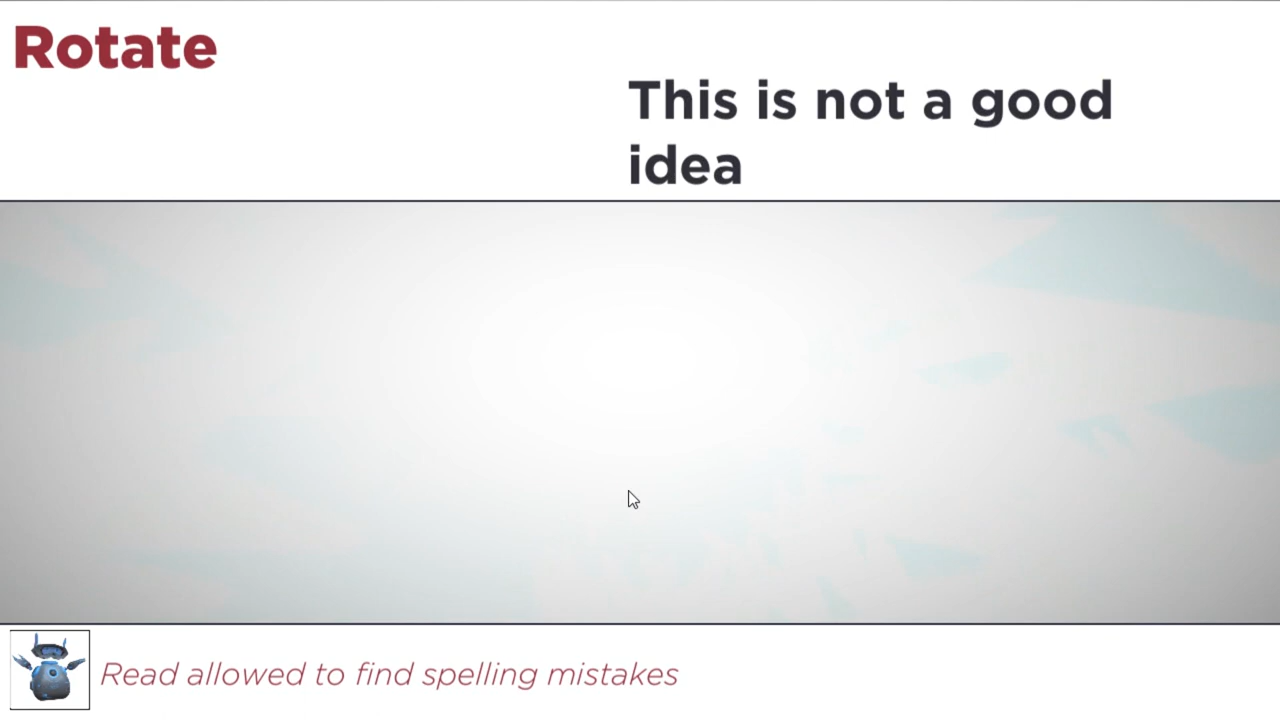 Rotate
This is not a good
idea
Read allowed to find spelling mistakes